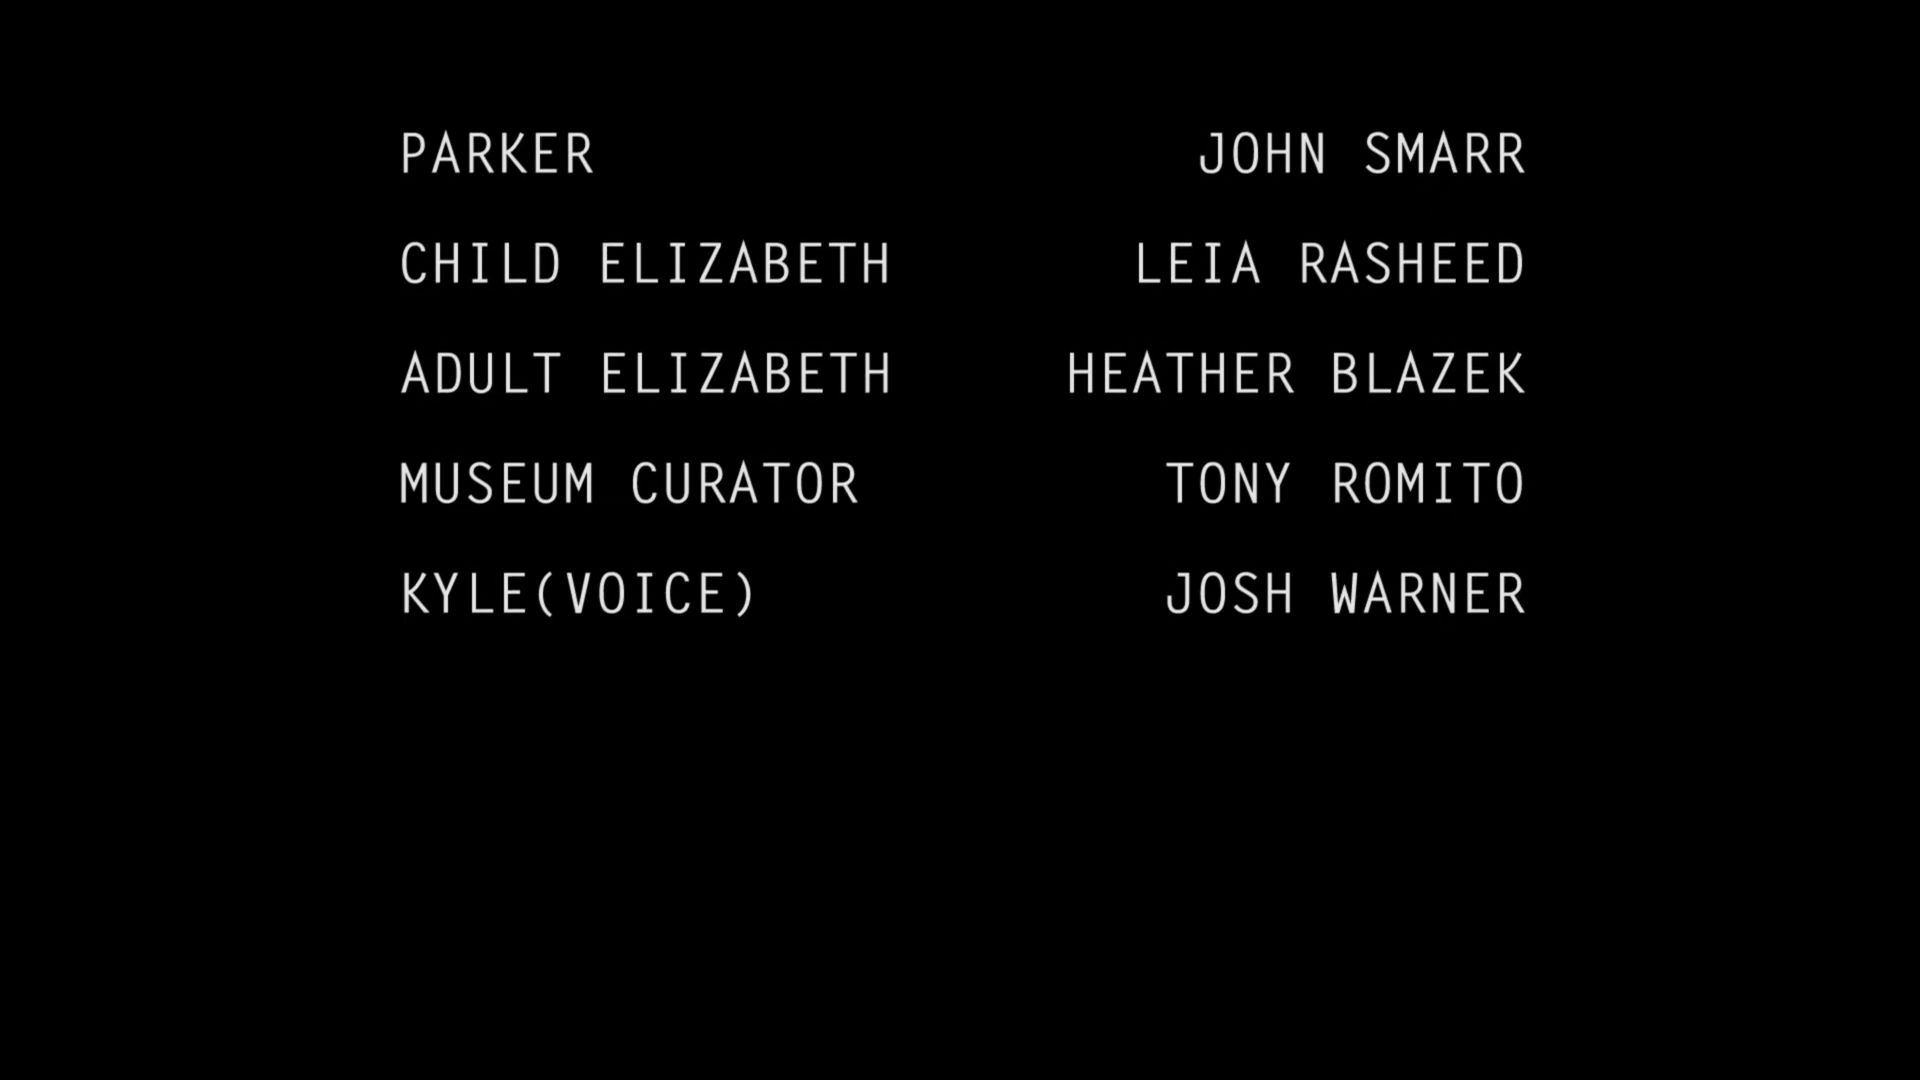 PARKER JOHN SMARR
CHILD ELIZABETH LEIA RASHEED
ADULT ELIZABETH HEATHER BLAZEK
MUSEUM CURATOR TONY ROMITO
KYLE(VOICE) JOSH WARNER